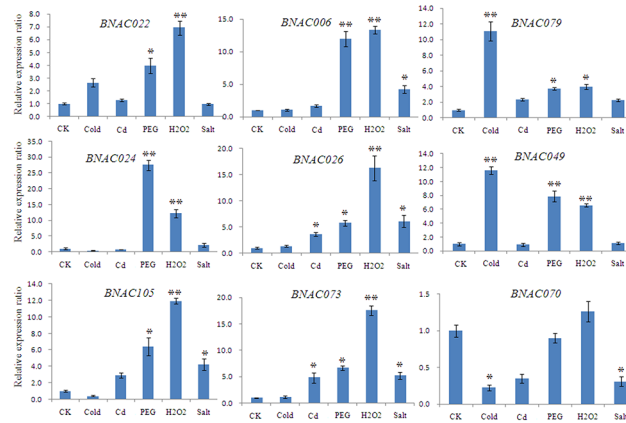 BNAC022
Relative expression ratio
8.0
7.0
6.0
5.0
4.0
3.0
2.0
1.0
0.0
* **
CK Cold Cd PEG H2O2 Salt
BNAC006
15.0
10.0
5.0
0.0
** ** *
CK Cold Cd PEG H2O2 Salt
BNAC079
14.0
12.0
10.0
8.0
6.0
4.0
2.0
0.0
** * *
CK Cold Cd PEG H2O2 Salt
BNAC024
Relative expression ratio
35.0
30.0
25.0
20.0
15.0
10.0
5.0
0.0
** **
CK Cold Cd PEG H2O2 Salt
BNAC026
20.0
15.0
10.0
5.0
0.0
* * ** *
CK Cold Cd PEG H2O2 Salt
BNAC049
14.0
12.0
10.0
8.0
6.0
4.0
2.0
0.0
** ** **
CK Cold Cd PEG H2O2 Salt
BNAC105
Relative expression ratio
14.0
12.0
10.0
8.0
6.0
4.0
2.0
0.0
* ** *
CK Cold Cd PEG H2O2 Salt
BNAC073
20.0
15.0
10.0
5.0
0.0
* * ** *
CK Cold Cd PEG H2O2 Salt
BNAC070
1.5
1.0
0.5
0.0
* *
CK Cold Cd PEG H2O2 Salt